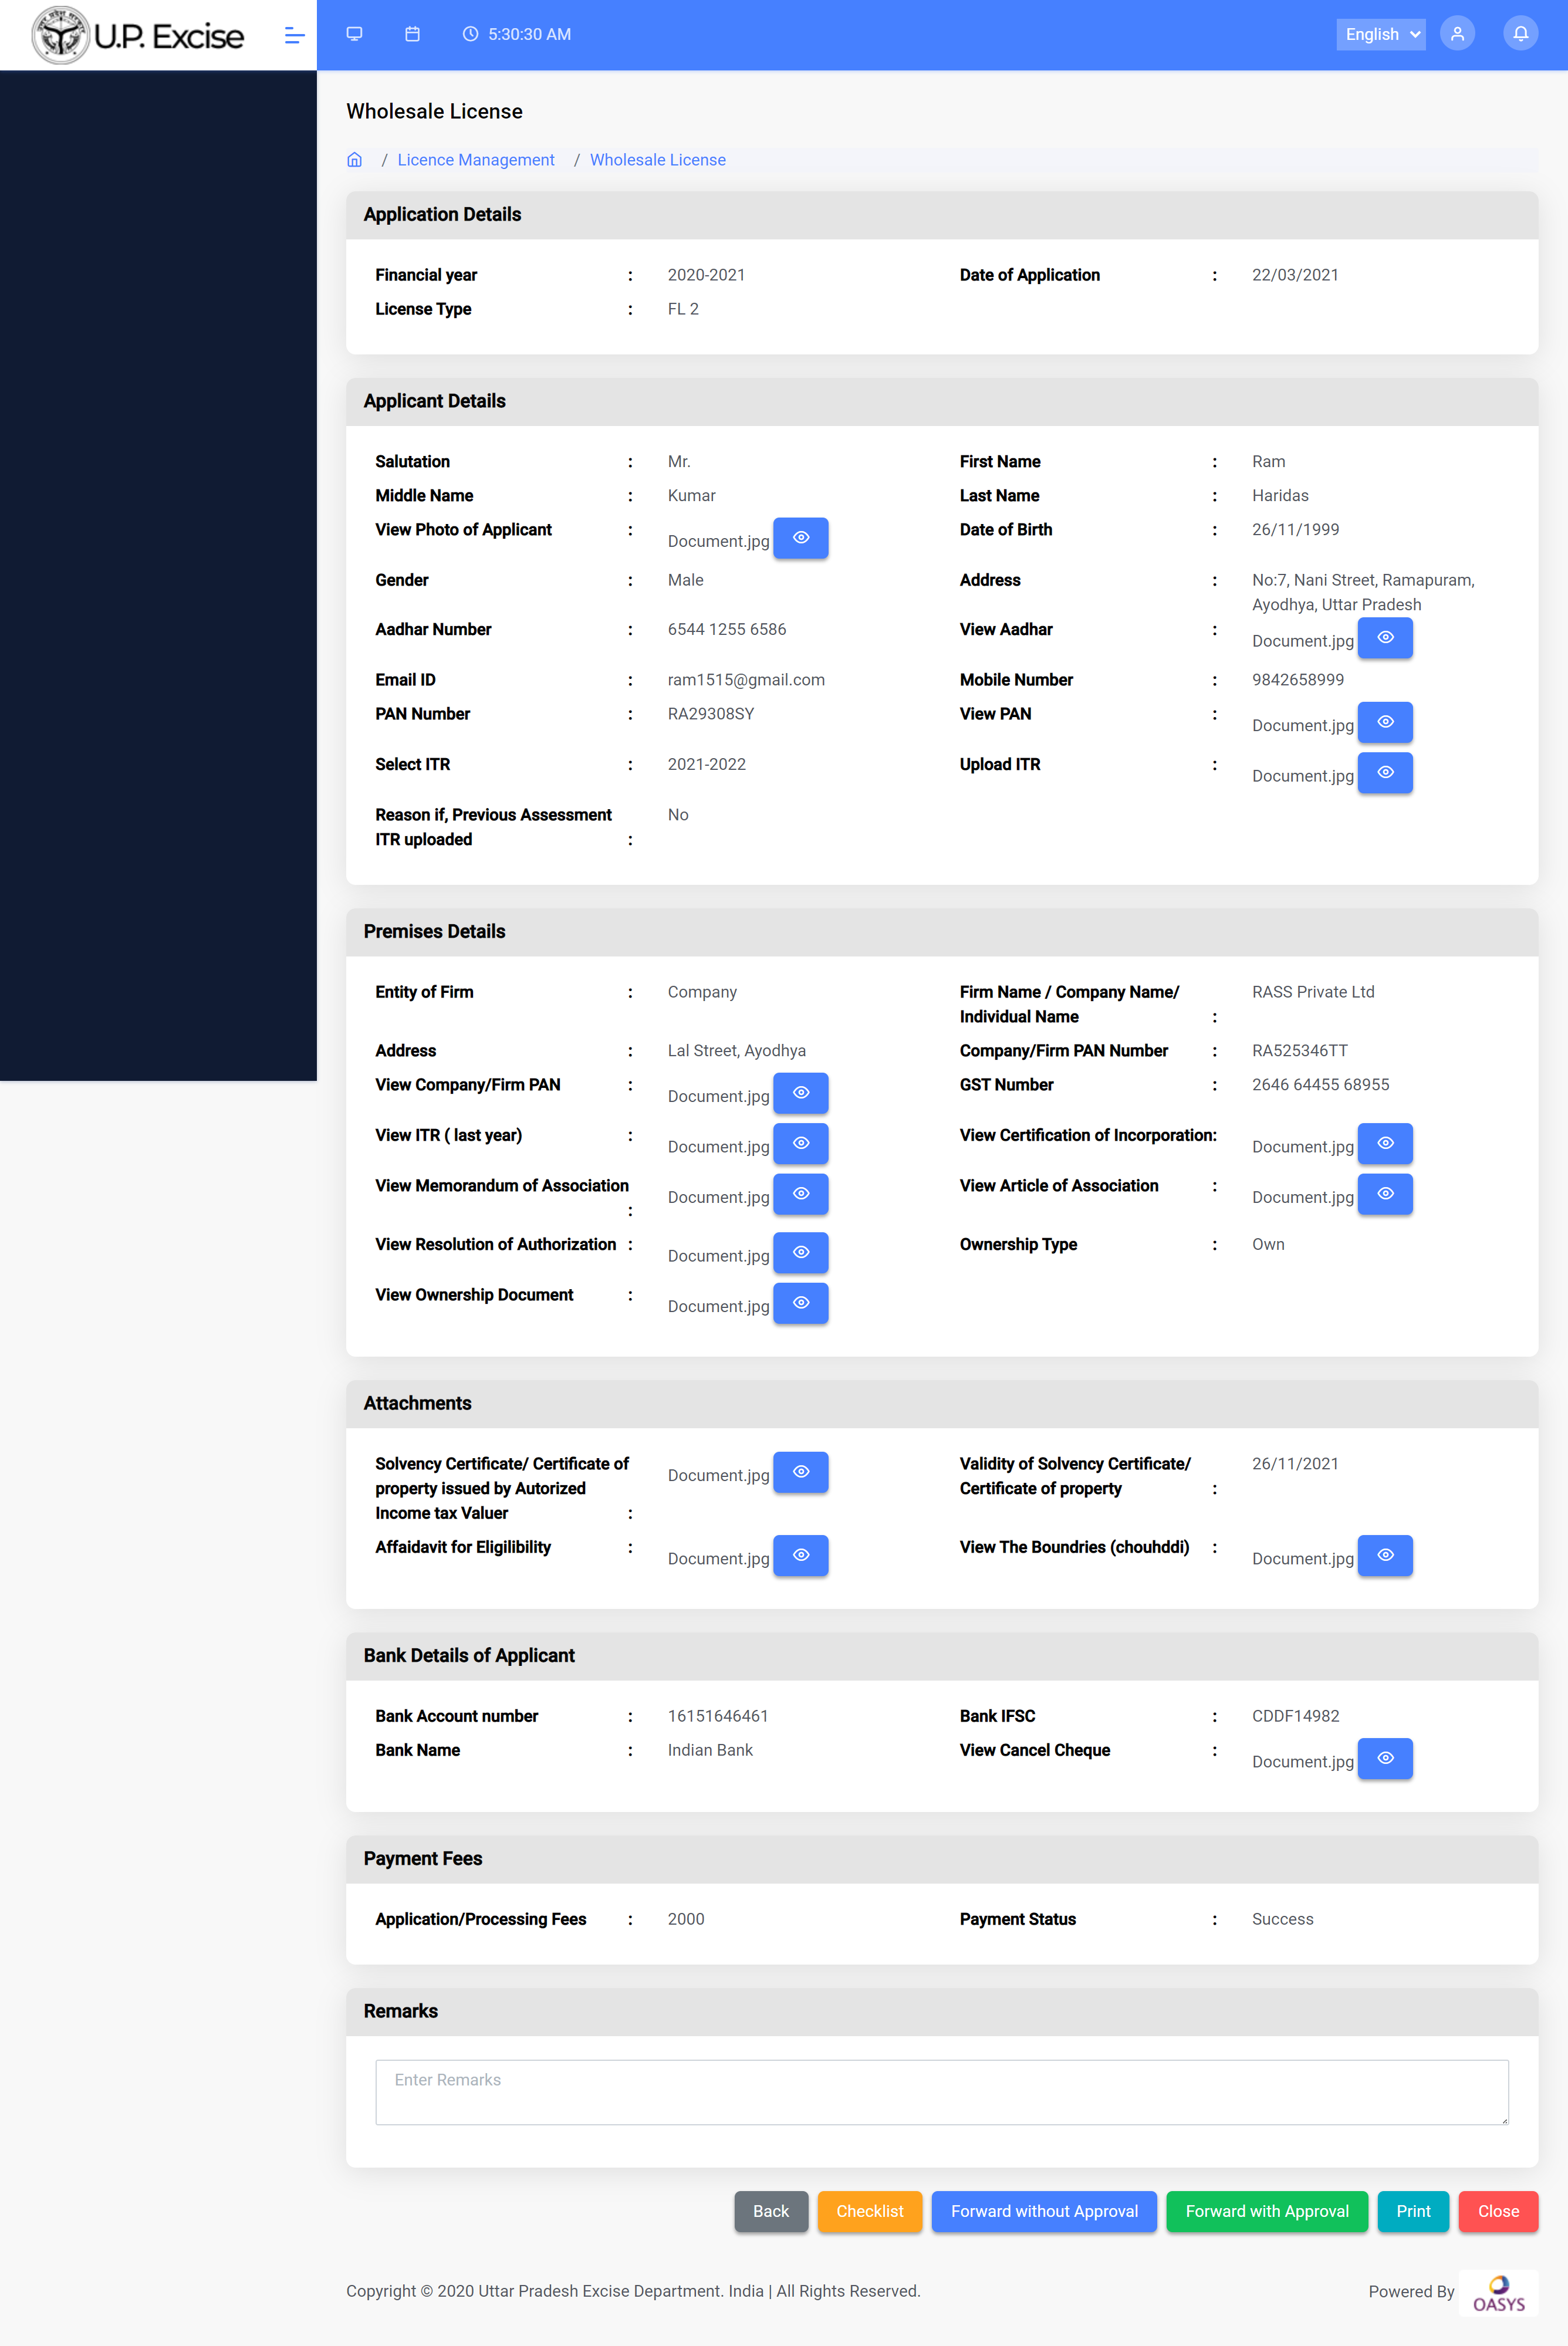 U.P. Excise
5:30:30 AM
English
Wholesale License
/ Licence Management / Wholesale License
Application Details
Financial year : 2020-2021 Date of Application : 22/03/2021
License Type : FL 2
Applicant Details
Salutation : Mr. First Name : Ram
Middle Name : Kumar Last Name : Haridas
View Photo of Applicant : Document.jpg Date of Birth : 26/11/1999
Gender : Male Address : No:7, Nani Street, Ramapuram,
Ayodhya, Uttar Pradesh
Aadhar Number : 6544 1255 6586 View Aadhar : Document.jpg
Email ID : ram1515@gmail.com Mobile Number : 9842658999
PAN Number : RA29308SY View PAN : Document.jpg
Select ITR : 2021-2022 Upload ITR : Document.jpg
Reason if, Previous Assessment No
ITR uploaded :
Premises Details
Entity of Firm : Company Firm Name / Company Name/ RASS Private Ltd
Individual Name :
Address : Lal Street, Ayodhya Company/Firm PAN Number : RA525346TT
View Company/Firm PAN : Document.jpg GST Number : 2646 64455 68955
View ITR ( last year) : Document.jpg View Certification of Incorporation: Document.jpg
View Memorandum of Association Document.jpg View Article of Association : Document.jpg
:
View Resolution of Authorization : Document.jpg Ownership Type : Own
View Ownership Document : Document.jpg
Attachments
Solvency Certificate/ Certificate of Document.jpg Validity of Solvency Certificate/ 26/11/2021
property issued by Autorized Certificate of property :
Income tax Valuer :
Affaidavit for Eligilibility : Document.jpg View The Boundries (chouhddi) : Document.jpg
Bank Details of Applicant
Bank Account number : 16151646461 Bank IFSC : CDDF14982
Bank Name : Indian Bank View Cancel Cheque : Document.jpg
Payment Fees
Application/Processing Fees : 2000 Payment Status : Success
Remarks
Enter Remarks
Back Checklist Forward without Approval Forward with Approval Print Close
Copyright © 2020 Uttar Pradesh Excise Department. India | All Rights Reserved. Powered By OASYS